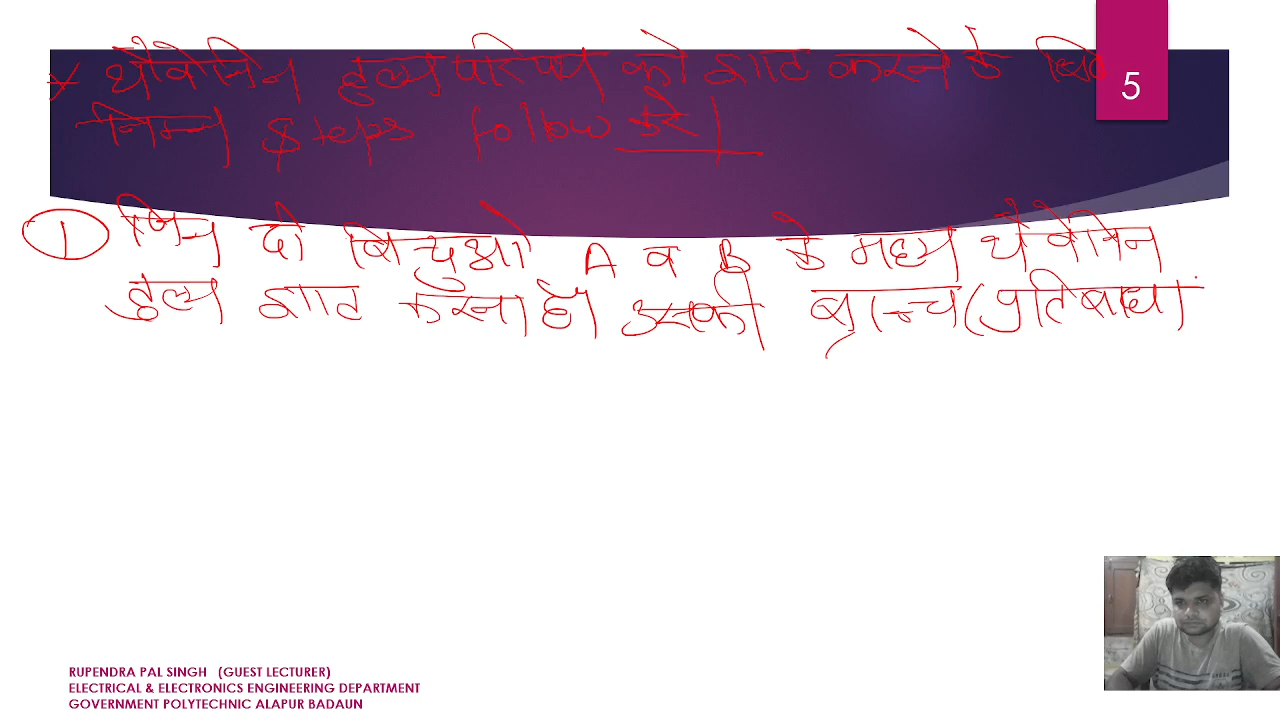 5
* थौवेनिन तुल्य परिपथ को ज्ञात करने के लिए
निम्न steps follow करें।
① जिन दो बिन्दुओ A व B के मध्य थेवेनिन
तुल्य ज्ञात करना है। उसकी ब्रान्च (प्रतिबाधा
RUPENDRA PAL SINGH (GUEST LECTURER)
ELECTRICAL & ELECTRONICS ENGINEERING DEPARTMENT
GOVERNMENT POLYTECHNIC ALAPUR BADAUN